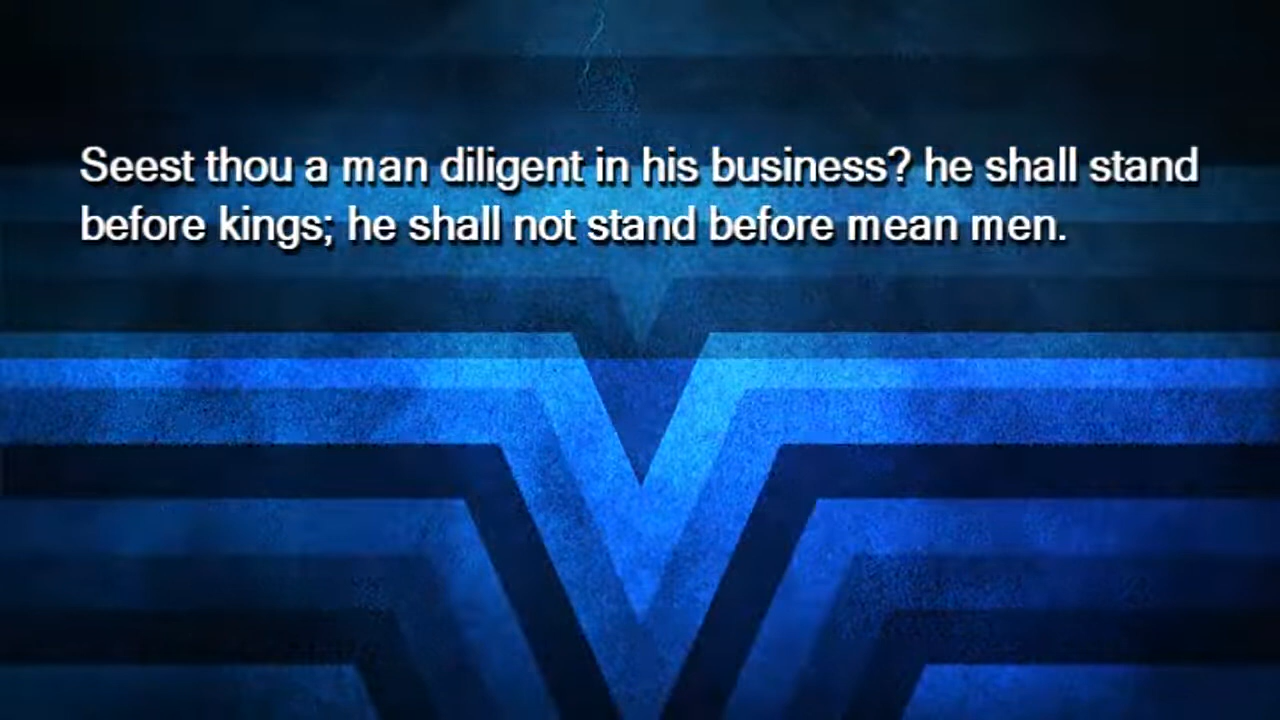 Seest thou a man diligent in his business? he shall stand
before kings; he shall not stand before mean men.